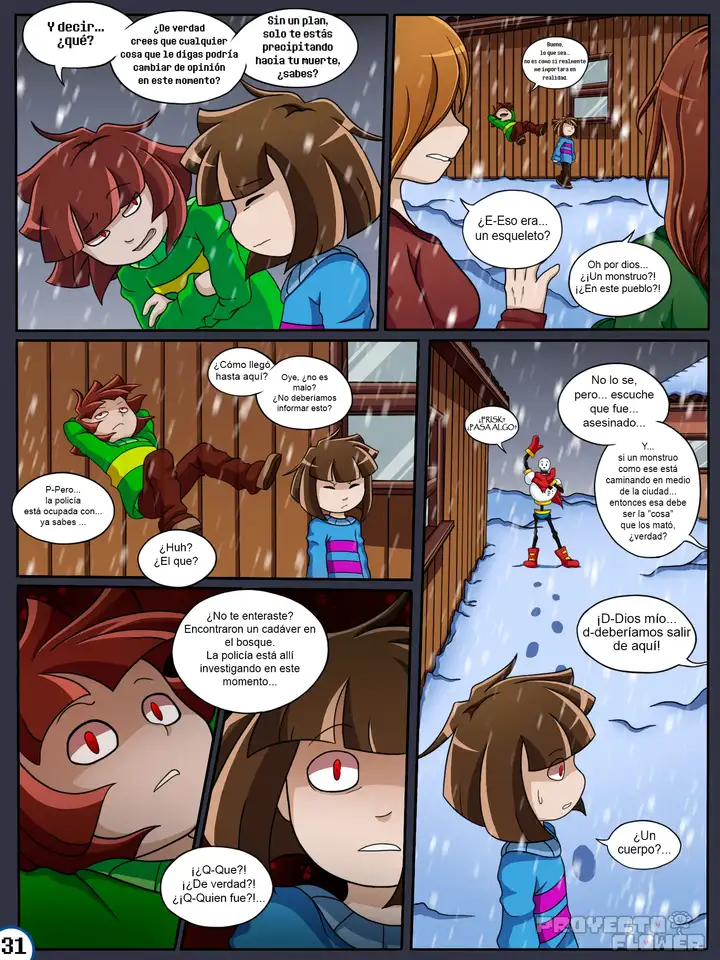 Y decir...
¿qué?
¿De verdad
crees que cualquier
cosa que le digas podría
cambiar de opinión
en este momento?
Sin un plan,
solo te estás
precipitando
hacia tu muerte,
¿sabes?
Bueno,
lo que sea...
no es como si realmente
me importara en
realidad.
¿E-Eso era...
un esqueleto?
Oh por dios...
¿¡Un monstruo?!
¡¿En este pueblo?!
¿Cómo llegó
hasta aquí?
Oye, ¿no es
malo?
¿No deberíamos
informar esto?
P-Pero...
la policía
está ocupada con...
ya sabes ...
¿Huh?
¿El que?
¿FRISK?
¿PASA ALGO?
No lo se,
pero... escuche
que fue...
asesinado...
Y...
si un monstruo
como ese está
caminando en medio
de la ciudad...
entonces esa debe
ser la "cosa"
que los mató,
¿verdad?
¡D-Dios mío...
d-deberíamos salir
de aquí!
¿Un
cuerpo?...
¿No te enteraste?
Encontraron un cadáver en
el bosque.
La policía está allí
investigando en este
momento...
¡¿Q-Que?!
¡¿De verdad?!
¡¿Q-Quien fue?!...
PROYECTO
FLOWER
31